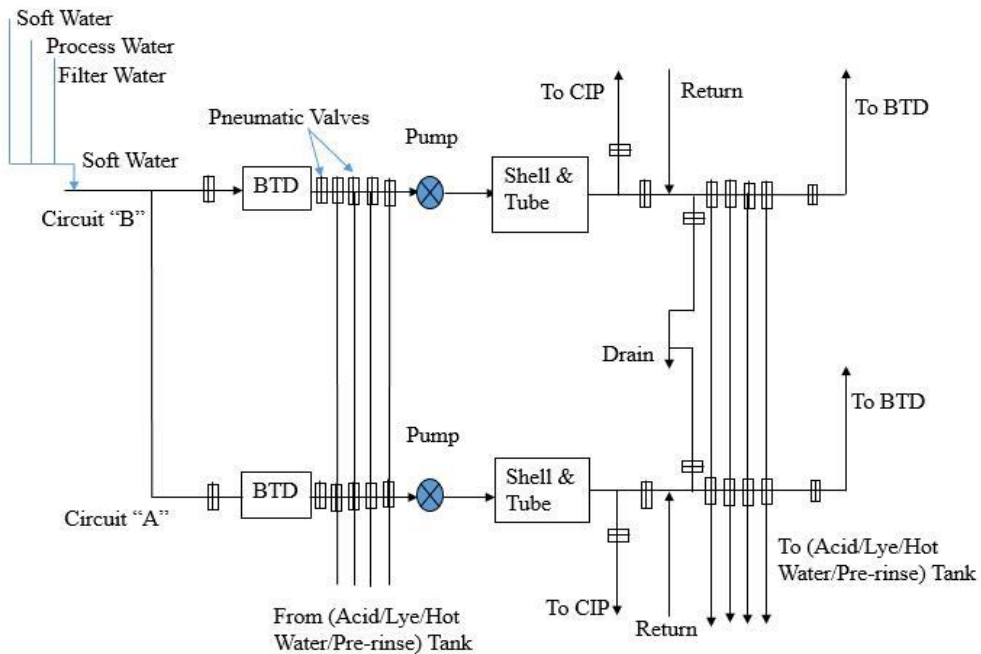 Soft Water
Process Water
Filter Water
Soft Water
Circuit “B”
Pneumatic Valves
BTD
Pump
Shell &
Tube
To CIP
Return
To BTD
Drain
Circuit “A”
BTD
Pump
Shell &
Tube
To BTD
To CIP
Return
From (Acid/Lye/Hot
Water/Pre-rinse) Tank
To (Acid/Lye/Hot
Water/Pre-rinse) Tank